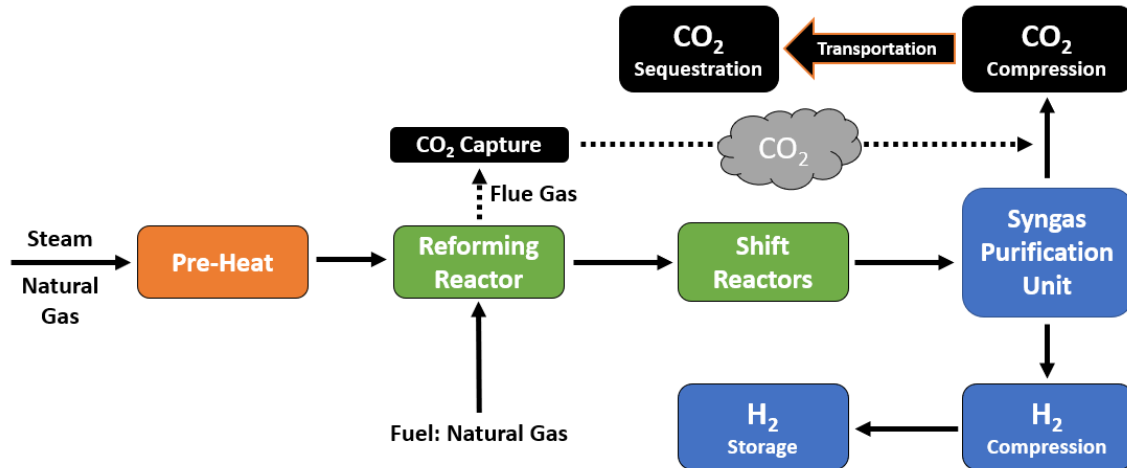 CO₂
Sequestration
Transportation
CO₂
Compression
CO₂ Capture
CO₂
Flue Gas
Steam
Natural
Gas
Pre-Heat
Reforming
Reactor
Shift
Reactors
Syngas
Purification
Unit
Fuel: Natural Gas
H₂
Storage
H₂
Compression